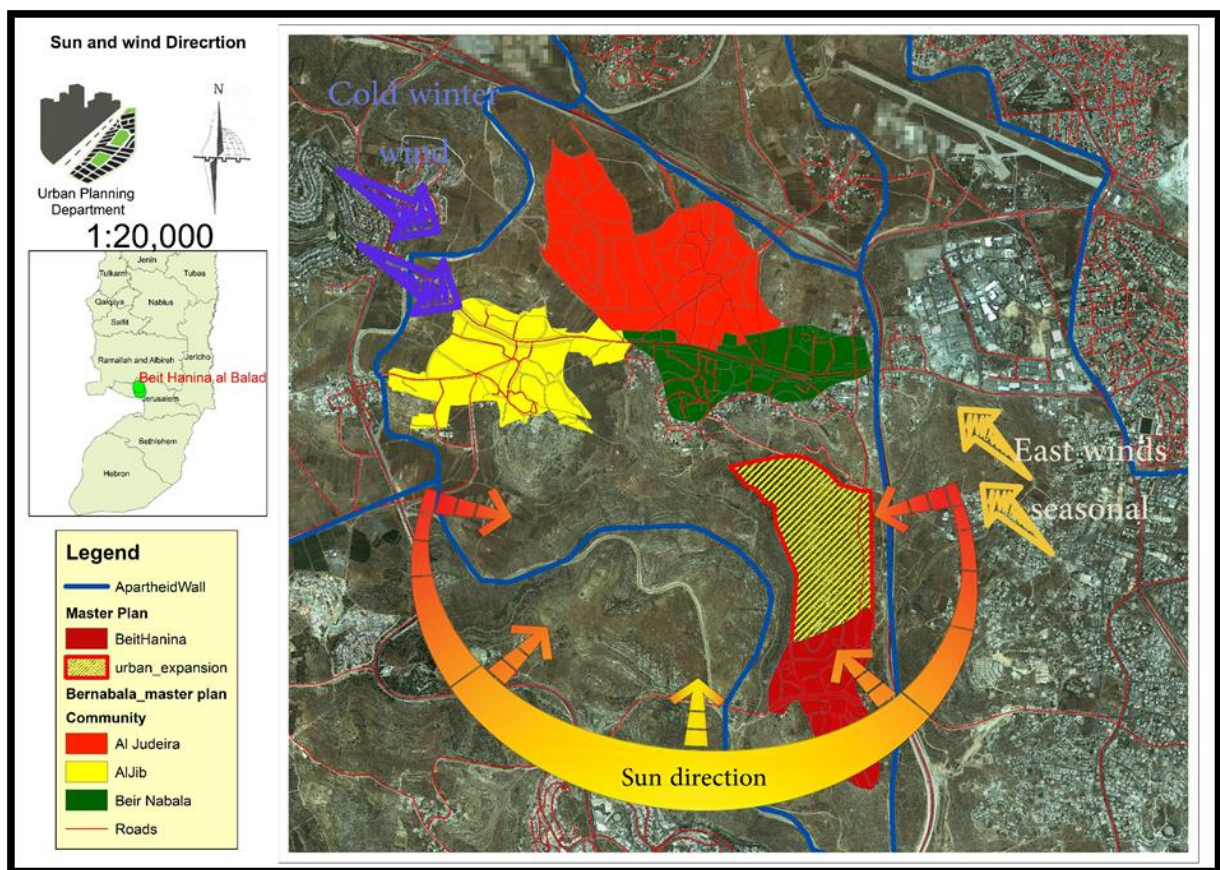 Sun and wind Direcrtion
N
Urban Planning
Department
1:20,000
Jenin
Tulkarm
Tubas
Qalqiliya
Nablus
Salfit
Ramallah and Albireh
Jericho
Beit Hanina al Balad
Jerusalem
Bethlehem
Hebron
Legend
ApartheidWall
Master Plan
BeitHanina
urban_expansion
Bernabala_master plan
Community
Al Judeira
AlJib
Beir Nabala
Roads
Cold winter
wind
East winds
seasonal
Sun direction